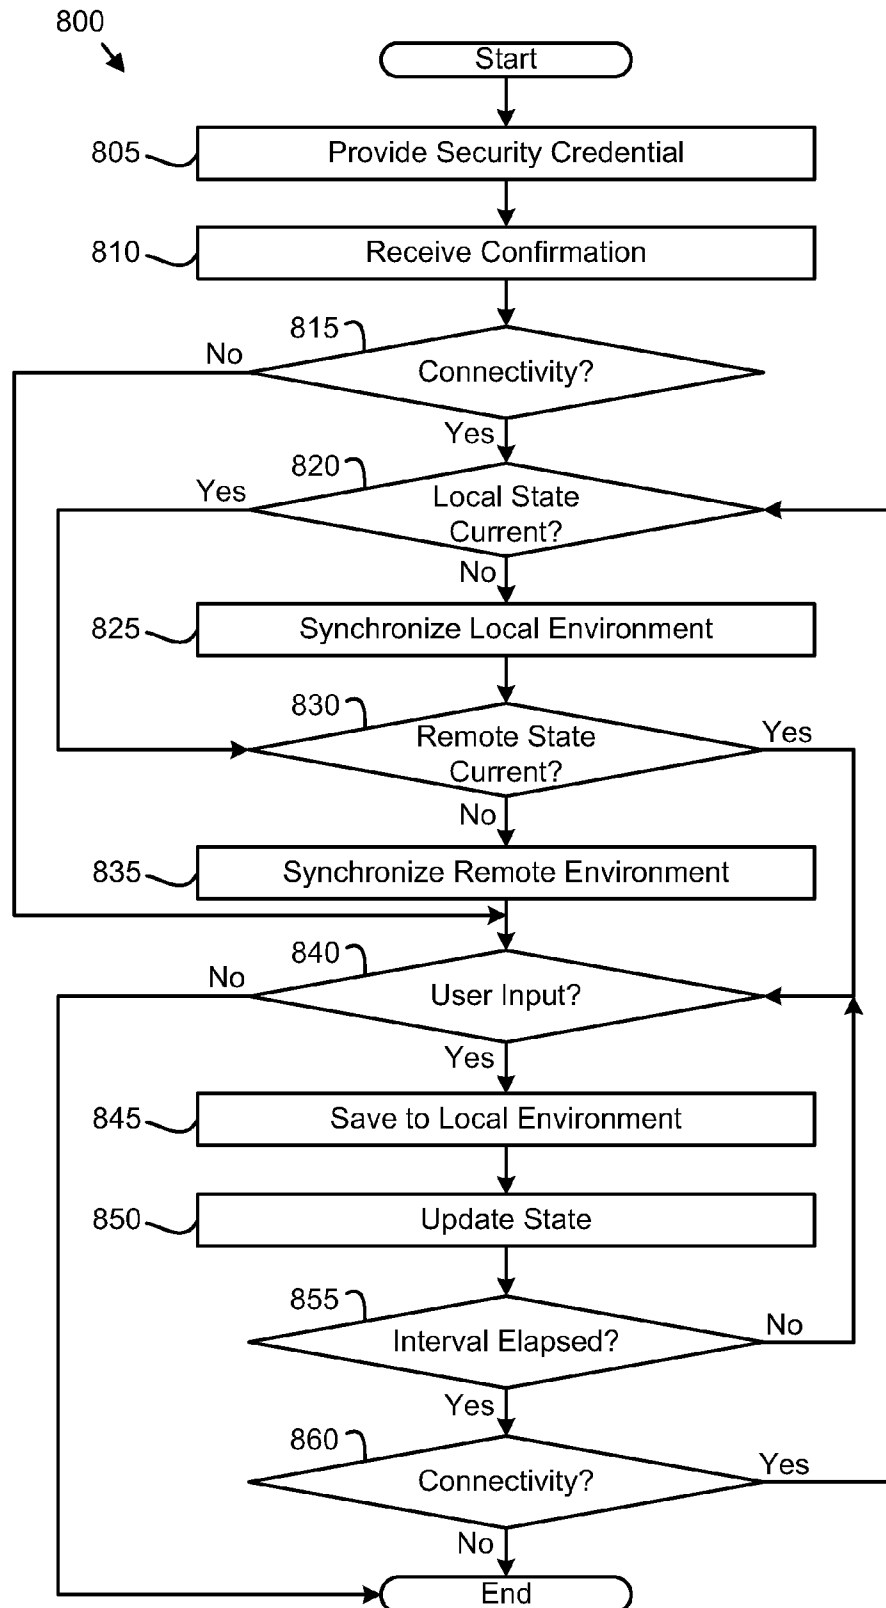 800
Start
805
Provide Security Credential
810
Receive Confirmation
815
No
Connectivity?
Yes
820
Yes
Local State
Current?
No
825
Synchronize Local Environment
830
Yes
Remote State
Current?
No
835
Synchronize Remote Environment
840
No
User Input?
Yes
845
Save to Local Environment
850
Update State
855
No
Interval Elapsed?
Yes
860
Yes
Connectivity?
No
End